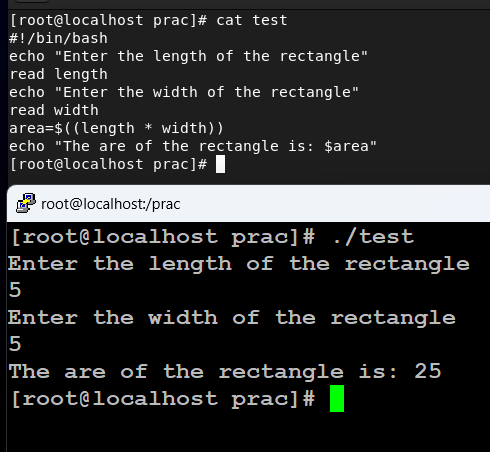 [root@localhost prac]# cat test
#!/bin/bash
echo "Enter the length of the rectangle"
read length
echo "Enter the width of the rectangle"
read width
area=$((length * width))
echo "The are of the rectangle is: $area"
[root@localhost prac]#
root@localhost:/prac
[root@localhost prac]# ./test
Enter the length of the rectangle
5
Enter the width of the rectangle
5
The are of the rectangle is: 25
[root@localhost prac]#